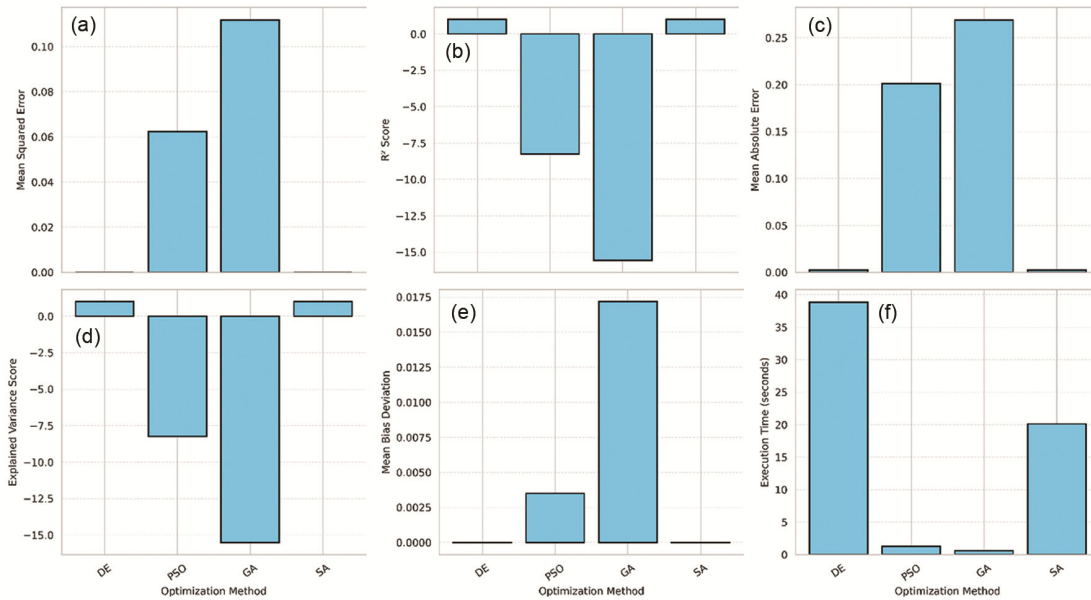 (a)
Mean Squared Error
0.10
0.08
0.06
0.04
0.02
0.00
(b)
R² Score
0.0
−2.5
−5.0
−7.5
−10.0
−12.5
−15.0
(c)
Mean Absolute Error
0.25
0.20
0.15
0.10
0.05
0.00
(d)
Explained Variance Score
0.0
−2.5
−5.0
−7.5
−10.0
−12.5
−15.0
DE PSO GA SA
Optimization Method
(e)
Mean Bias Deviation
0.0175
0.0150
0.0125
0.0100
0.0075
0.0050
0.0025
0.0000
DE PSO GA SA
Optimization Method
(f)
Execution Time (seconds)
40
35
30
25
20
15
10
5
0
DE PSO GA SA
Optimization Method